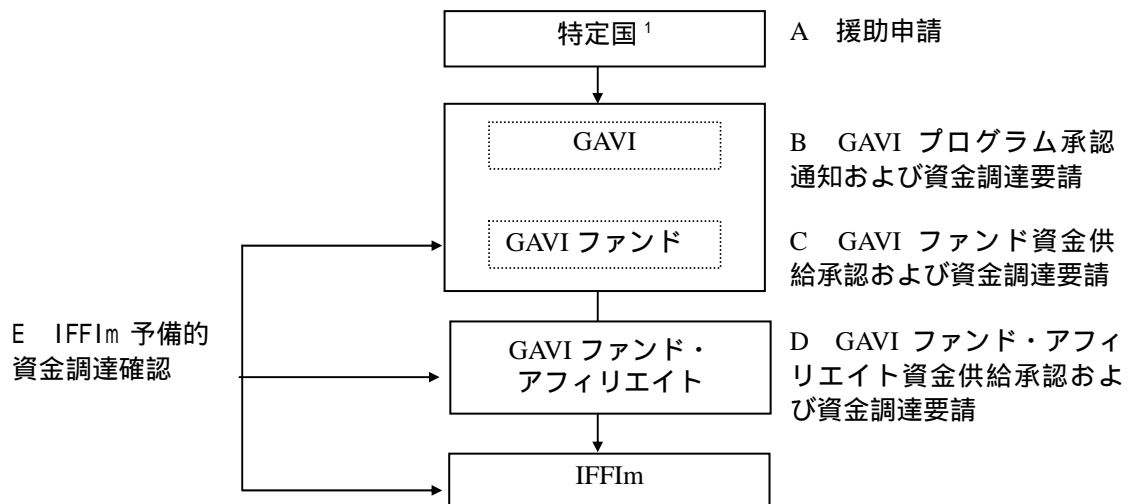 特定国 1
A 援助申請
GAVI
B GAVI プログラム承認
通知および資金調達要請
GAVI ファンド
C GAVI ファンド資金供
給承認および資金調達要請
E IFFIm 予備的
資金調達確認
GAVI ファンド・
アフィリエイト
D GAVI ファンド・アフィ
リエイト資金供給承認およ
び資金調達要請
IFFIm